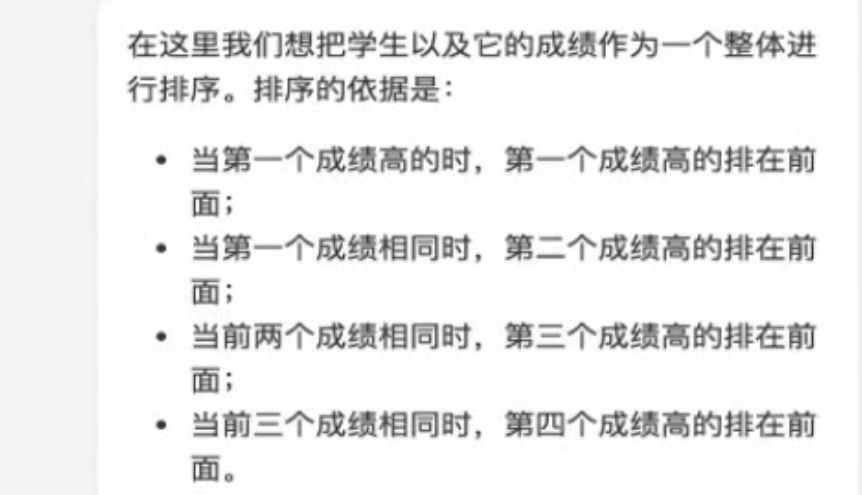 在这里我们想把学生以及它的成绩作为一个整体进
行排序。排序的依据是：
• 当第一个成绩高的时，第一个成绩高的排在前
面；
• 当第一个成绩相同时，第二个成绩高的排在前
面；
• 当前两个成绩相同时，第三个成绩高的排在前
面；
• 当前三个成绩相同时，第四个成绩高的排在前
面。